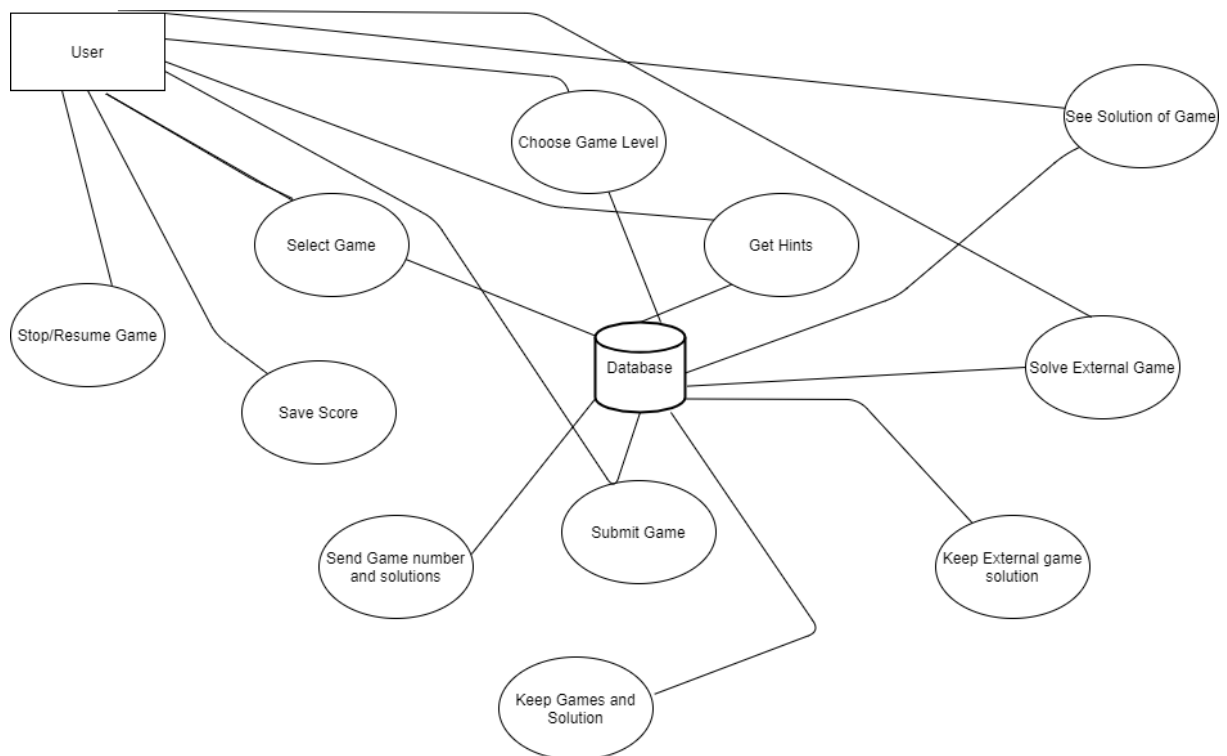 User
See Solution of Game
Choose Game Level
Select Game
Get Hints
Stop/Resume Game
Database
Solve External Game
Save Score
Submit Game
Send Game number
and solutions
Keep External game
solution
Keep Games and
Solution